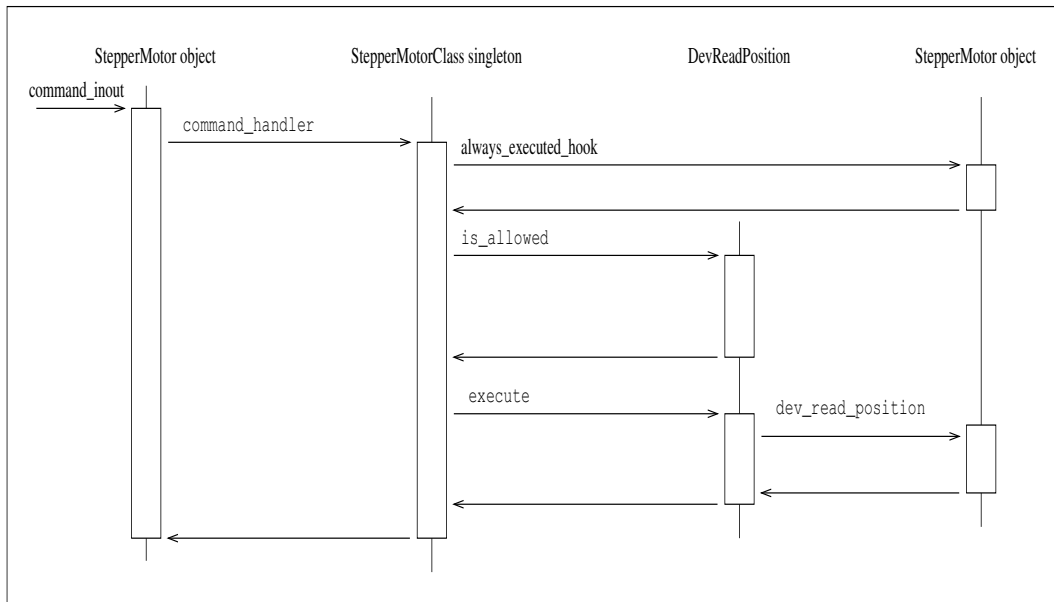 StepperMotor object
StepperMotorClass singleton
DevReadPosition
StepperMotor object
command_inout
command_handler
always_executed_hook
is_allowed
execute
dev_read_position